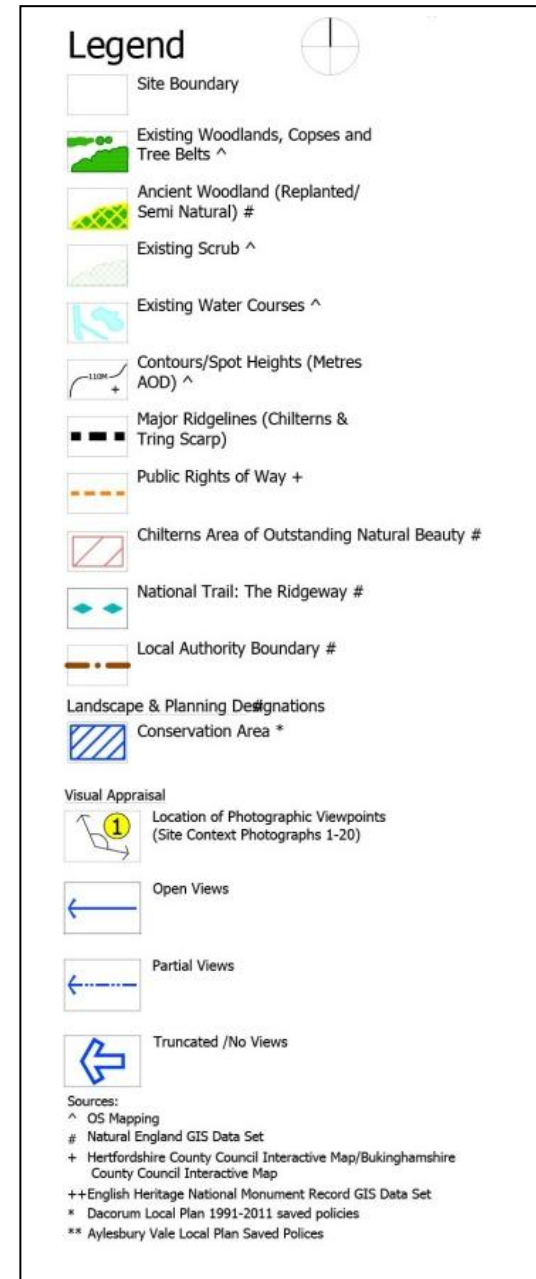 Legend
Site Boundary
Existing Woodlands, Copses and
Tree Belts ^
Ancient Woodland (Replanted/
Semi Natural) #
Existing Scrub ^
Existing Water Courses ^
110M
+
Contours/Spot Heights (Metres
AOD) ^
Major Ridgelines (Chilterns &
Tring Scarp)
Public Rights of Way +
Chilterns Area of Outstanding Natural Beauty #
National Trail: The Ridgeway #
Local Authority Boundary #
Landscape & Planning Designations #
Conservation Area *
Visual Appraisal
1
Location of Photographic Viewpoints
(Site Context Photographs 1-20)
Open Views
Partial Views
Truncated /No Views
Sources:
^ OS Mapping
# Natural England GIS Data Set
+ Hertfordshire County Council Interactive Map/Bukinghamshire
County Council Interactive Map
++English Heritage National Monument Record GIS Data Set
* Dacorum Local Plan 1991-2011 saved policies
** Aylesbury Vale Local Plan Saved Polices